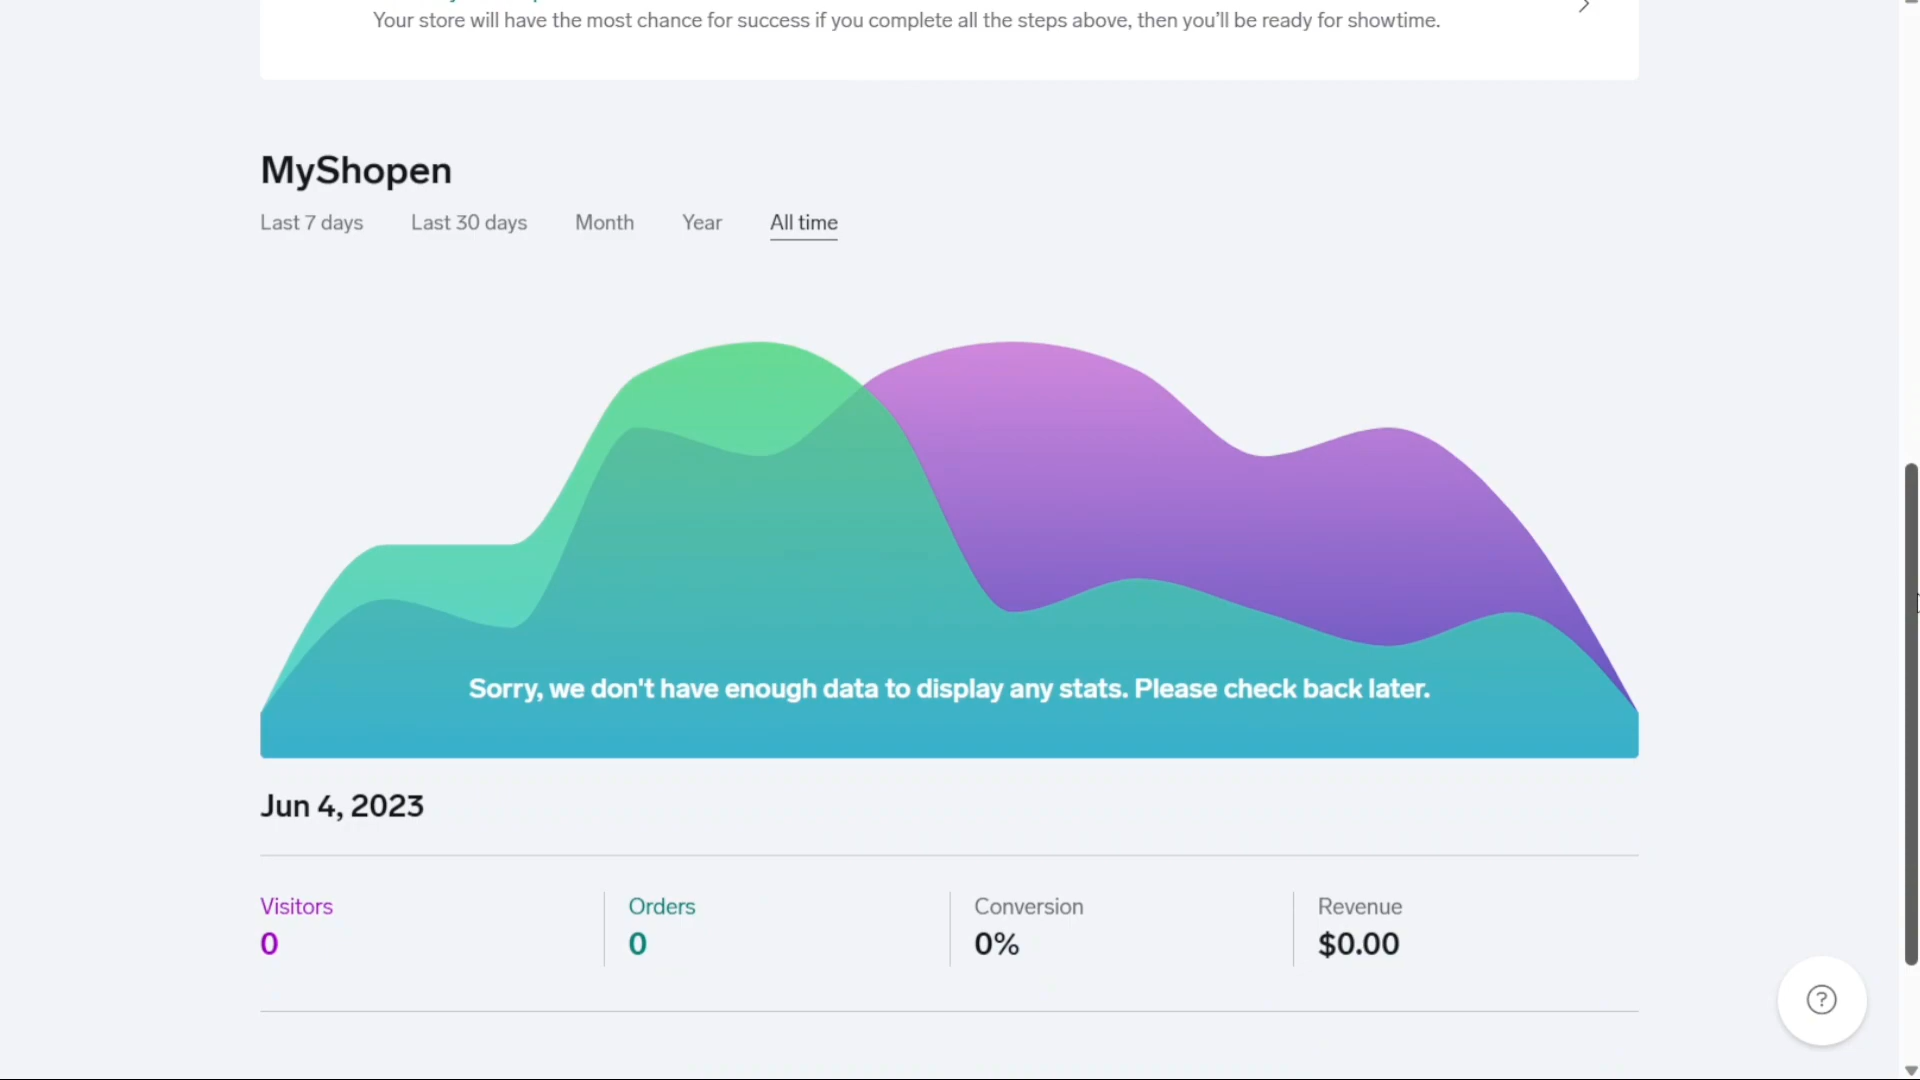 Your store will have the most chance for success if you complete all the steps above, then you'll be ready for showtime.
MyShopen
Last 7 days Last 30 days Month Year All time
Sorry, we don't have enough data to display any stats. Please check back later.
Jun 4, 2023
Visitors Orders Conversion Revenue
0 0 0% $0.00
?